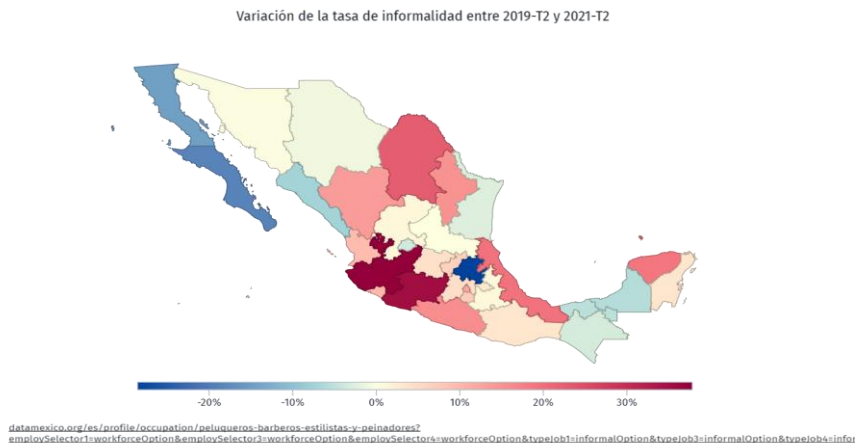 Variación de la tasa de informalidad entre 2019-T2 y 2021-T2
-20% -10% 0% 10% 20% 30%
datamexico.org/es/profile/occupation/peluqueros-barberos-estilistas-y-peinadores?
employSelector1=workforceOption&employSelector3=workforceOption&employSelector4=workforceOption&typeJob1=informalOption&typeJob3=informalOption&typeJob4=infor